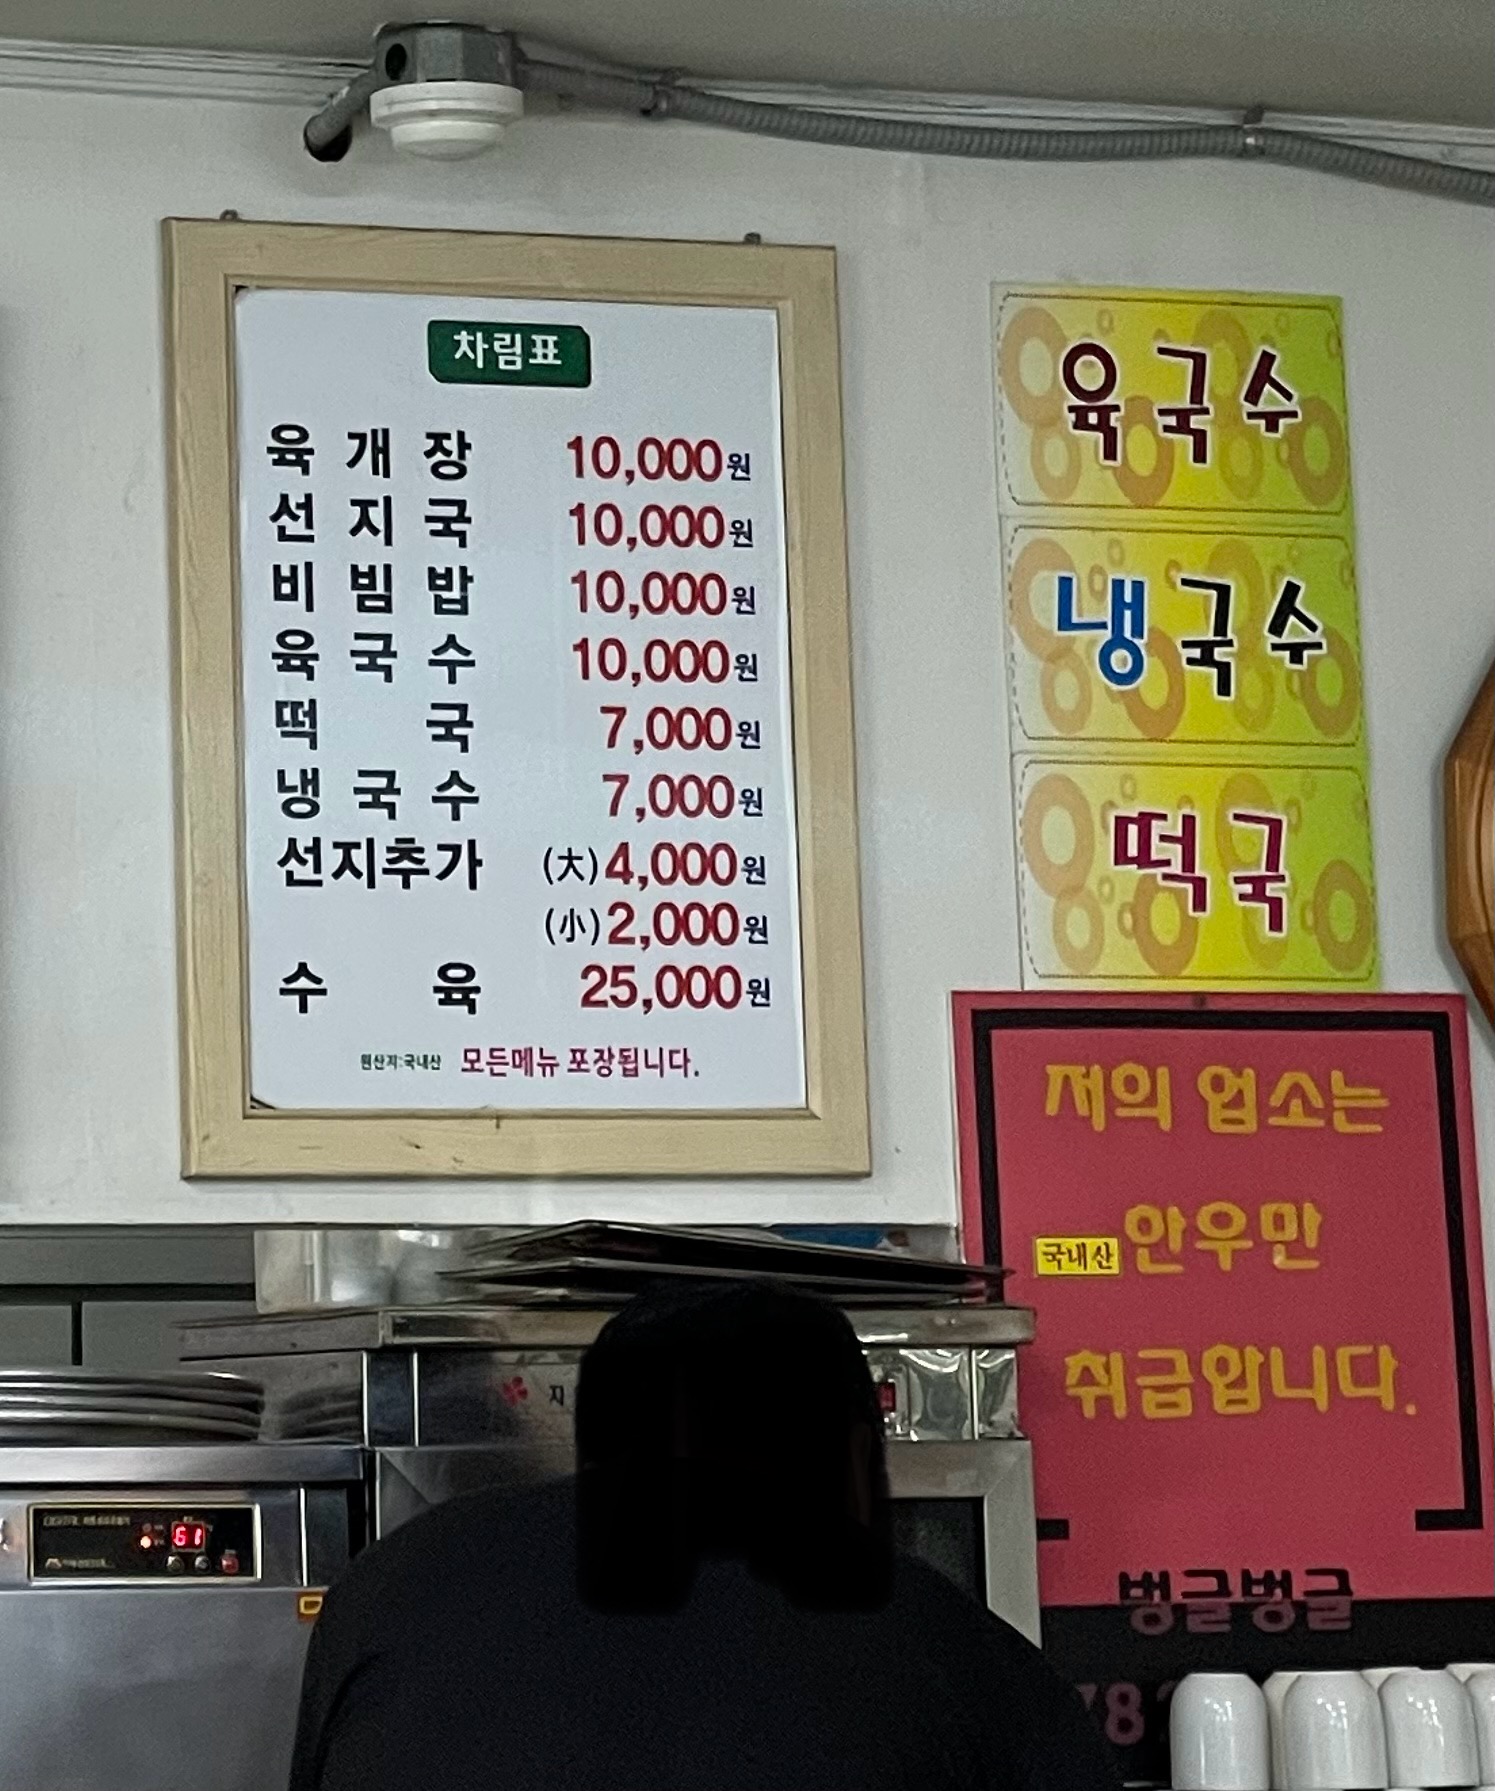 차림표
육개장 10,000원
선지국 10,000원
비빔밥 10,000원
육국수 10,000원
떡국 7,000원
냉국수 7,000원
선지추가 (大)4,000원
(小)2,000원
수육 25,000원
원산지:국내산 모든메뉴 포장됩니다.
육국수
냉국수
떡국
저희 업소는
국내산 한우만
취급합니다.
벙글벙글
78
자
61